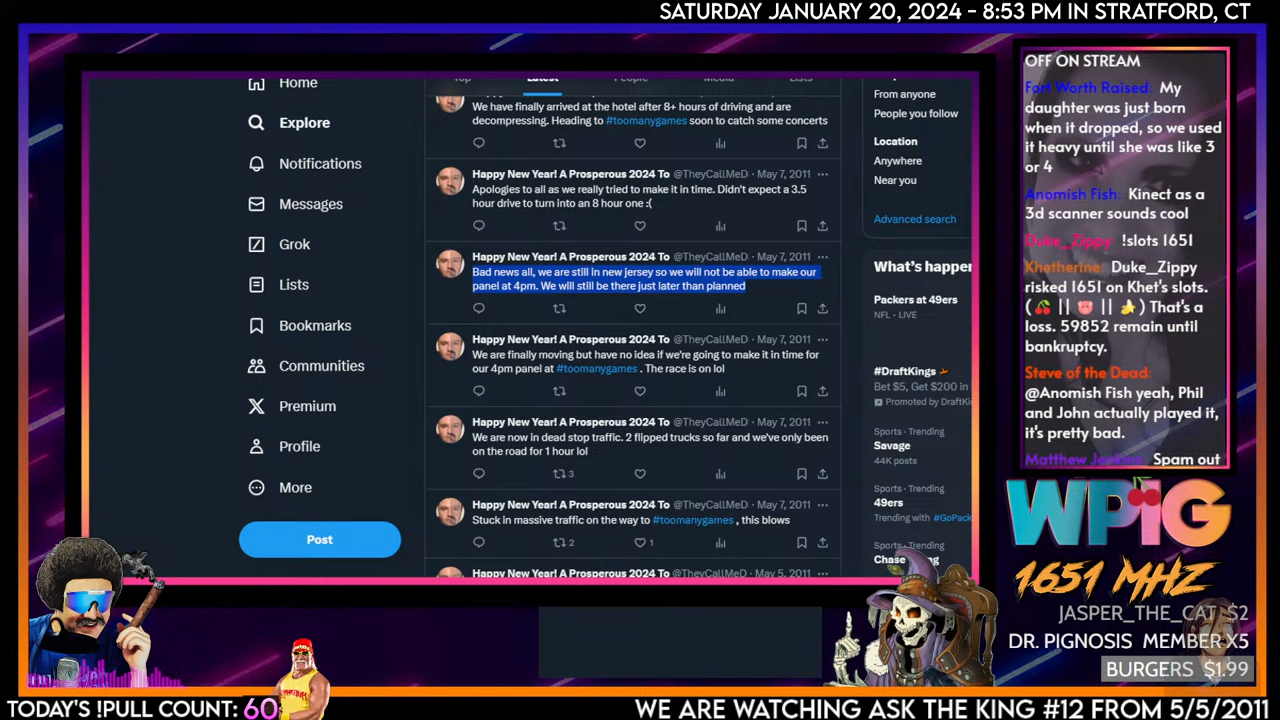 SATURDAY JANUARY 20, 2024 - 8:53 PM IN STRATFORD, CT
Home
Explore
Notifications
Messages
Grok
Lists
Bookmarks
Communities
Premium
Profile
More
Post
Latest
People
Media
Lists
We have finally arrived at the hotel after 8+ hours of driving and are
decompressing. Heading to #toomanygames soon to catch some concerts
Happy New Year! A Prosperous 2024 To @TheyCallMeD · May 7, 2011
Apologies to all as we really tried to make it in time. Didn't expect a 3.5
hour drive to turn into an 8 hour one :(
Happy New Year! A Prosperous 2024 To @TheyCallMeD · May 7, 2011
Bad news all, we are still in new jersey so we will not be able to make our
panel at 4pm. We will still be there just later than planned
Happy New Year! A Prosperous 2024 To @TheyCallMeD · May 7, 2011
We are finally moving but have no idea if we're going to make it in time for
our 4pm panel at #toomanygames . The race is on lol
Happy New Year! A Prosperous 2024 To @TheyCallMeD · May 7, 2011
We are now in dead stop traffic. 2 flipped trucks so far and we've only been
on the road for 1 hour lol
3
Happy New Year! A Prosperous 2024 To @TheyCallMeD · May 7, 2011
Stuck in massive traffic on the way to #toomanygames , this blows
2 1
Happy New Year! A Prosperous 2024 To @TheyCallMeD · May 5, 2011
From anyone
People you follow
Location
Anywhere
Near you
Advanced search
What's happer
Packers at 49ers
NFL · LIVE
#DraftKings
Bet $5, Get $200 in
Promoted by DraftKi
Sports · Trending
Savage
44K posts
Sports · Trending
49ers
Trending with #GoPack
Sports · Trending
OFF ON STREAM
Fort Worth Raised: My
daughter was just born
when it dropped, so we used
it heavy until she was like 3
or 4
Anomish Fish: Kinect as a
3d scanner sounds cool
Duke_Zippy: !slots 1651
Khetherine: Duke_Zippy
risked 1651 on Khet's slots.
( 🍒 || 🐷 || 🍌 ) That's a
loss. 59852 remain until
bankruptcy.
Steve of the Dead:
@Anomish Fish yeah, Phil
and John actually played it,
it's pretty bad.
Matthew Jenkins: Spam out
WPIG
1651 MHZ
JASPER_THE_CAT $2
DR. PIGNOSIS MEMBER X5
BURGERS $1.99
TODAY'S !PULL COUNT: 60
WE ARE WATCHING ASK THE KING #12 FROM 5/5/2011